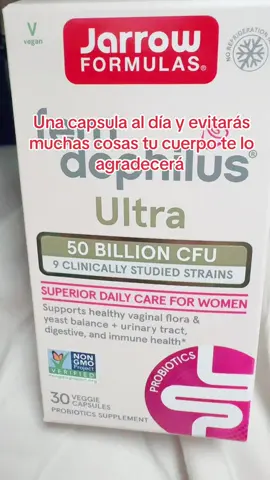 V
vegan
Jarrow
FORMULAS®
NO REFRIGERATION
fem
dophilus®
Una capsula al día y evitarás
muchas cosas tu cuerpo te lo
agradecerá
Ultra
50 BILLION CFU
9 CLINICALLY STUDIED STRAINS
SUPERIOR DAILY CARE FOR WOMEN
Supports healthy vaginal flora &
yeast balance + urinary tract,
digestive, and immune health*
NON
GMO
Project
VERIFIED
30 VEGGIE
CAPSULES
PROBIOTICS SUPPLEMENT
PROBIOTICS